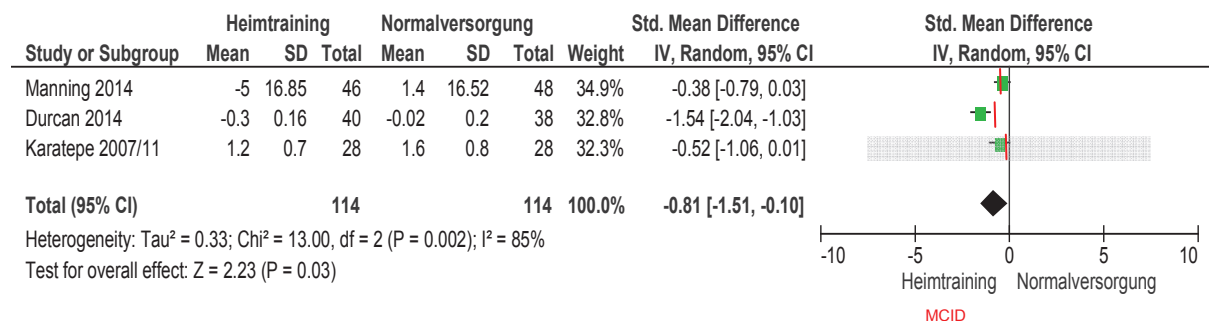 Heimtraining Normalversorgung Std. Mean Difference Std. Mean Difference
Study or Subgroup Mean SD Total Mean SD Total Weight IV, Random, 95% CI IV, Random, 95% CI
Manning 2014 -5 16.85 46 1.4 16.52 48 34.9% -0.38 [-0.79, 0.03]
Durcan 2014 -0.3 0.16 40 -0.02 0.2 38 32.8% -1.54 [-2.04, -1.03]
Karatepe 2007/11 1.2 0.7 28 1.6 0.8 28 32.3% -0.52 [-1.06, 0.01]
Total (95% CI) 114 114 100.0% -0.81 [-1.51, -0.10]
Heterogeneity: Tau² = 0.33; Chi² = 13.00, df = 2 (P = 0.002); I² = 85%
Test for overall effect: Z = 2.23 (P = 0.03)
-10 -5 0 5 10
Heimtraining Normalversorgung
MCID